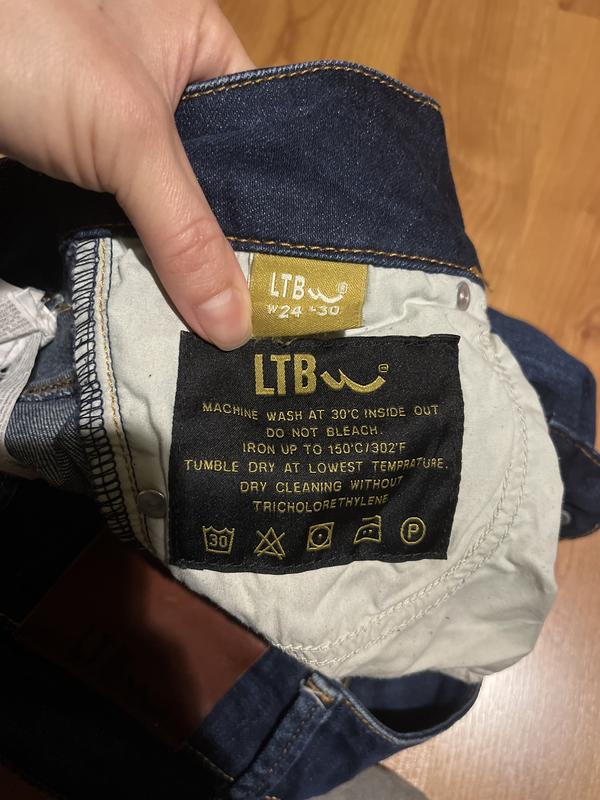 LTB
W24 L30
LTB
MACHINE WASH AT 30°C INSIDE OUT
DO NOT BLEACH.
IRON UP TO 150°C/302°F
TUMBLE DRY AT LOWEST TEMPRATURE.
DRY CLEANING WITHOUT
TRICHOLORETHYLENE
30 P